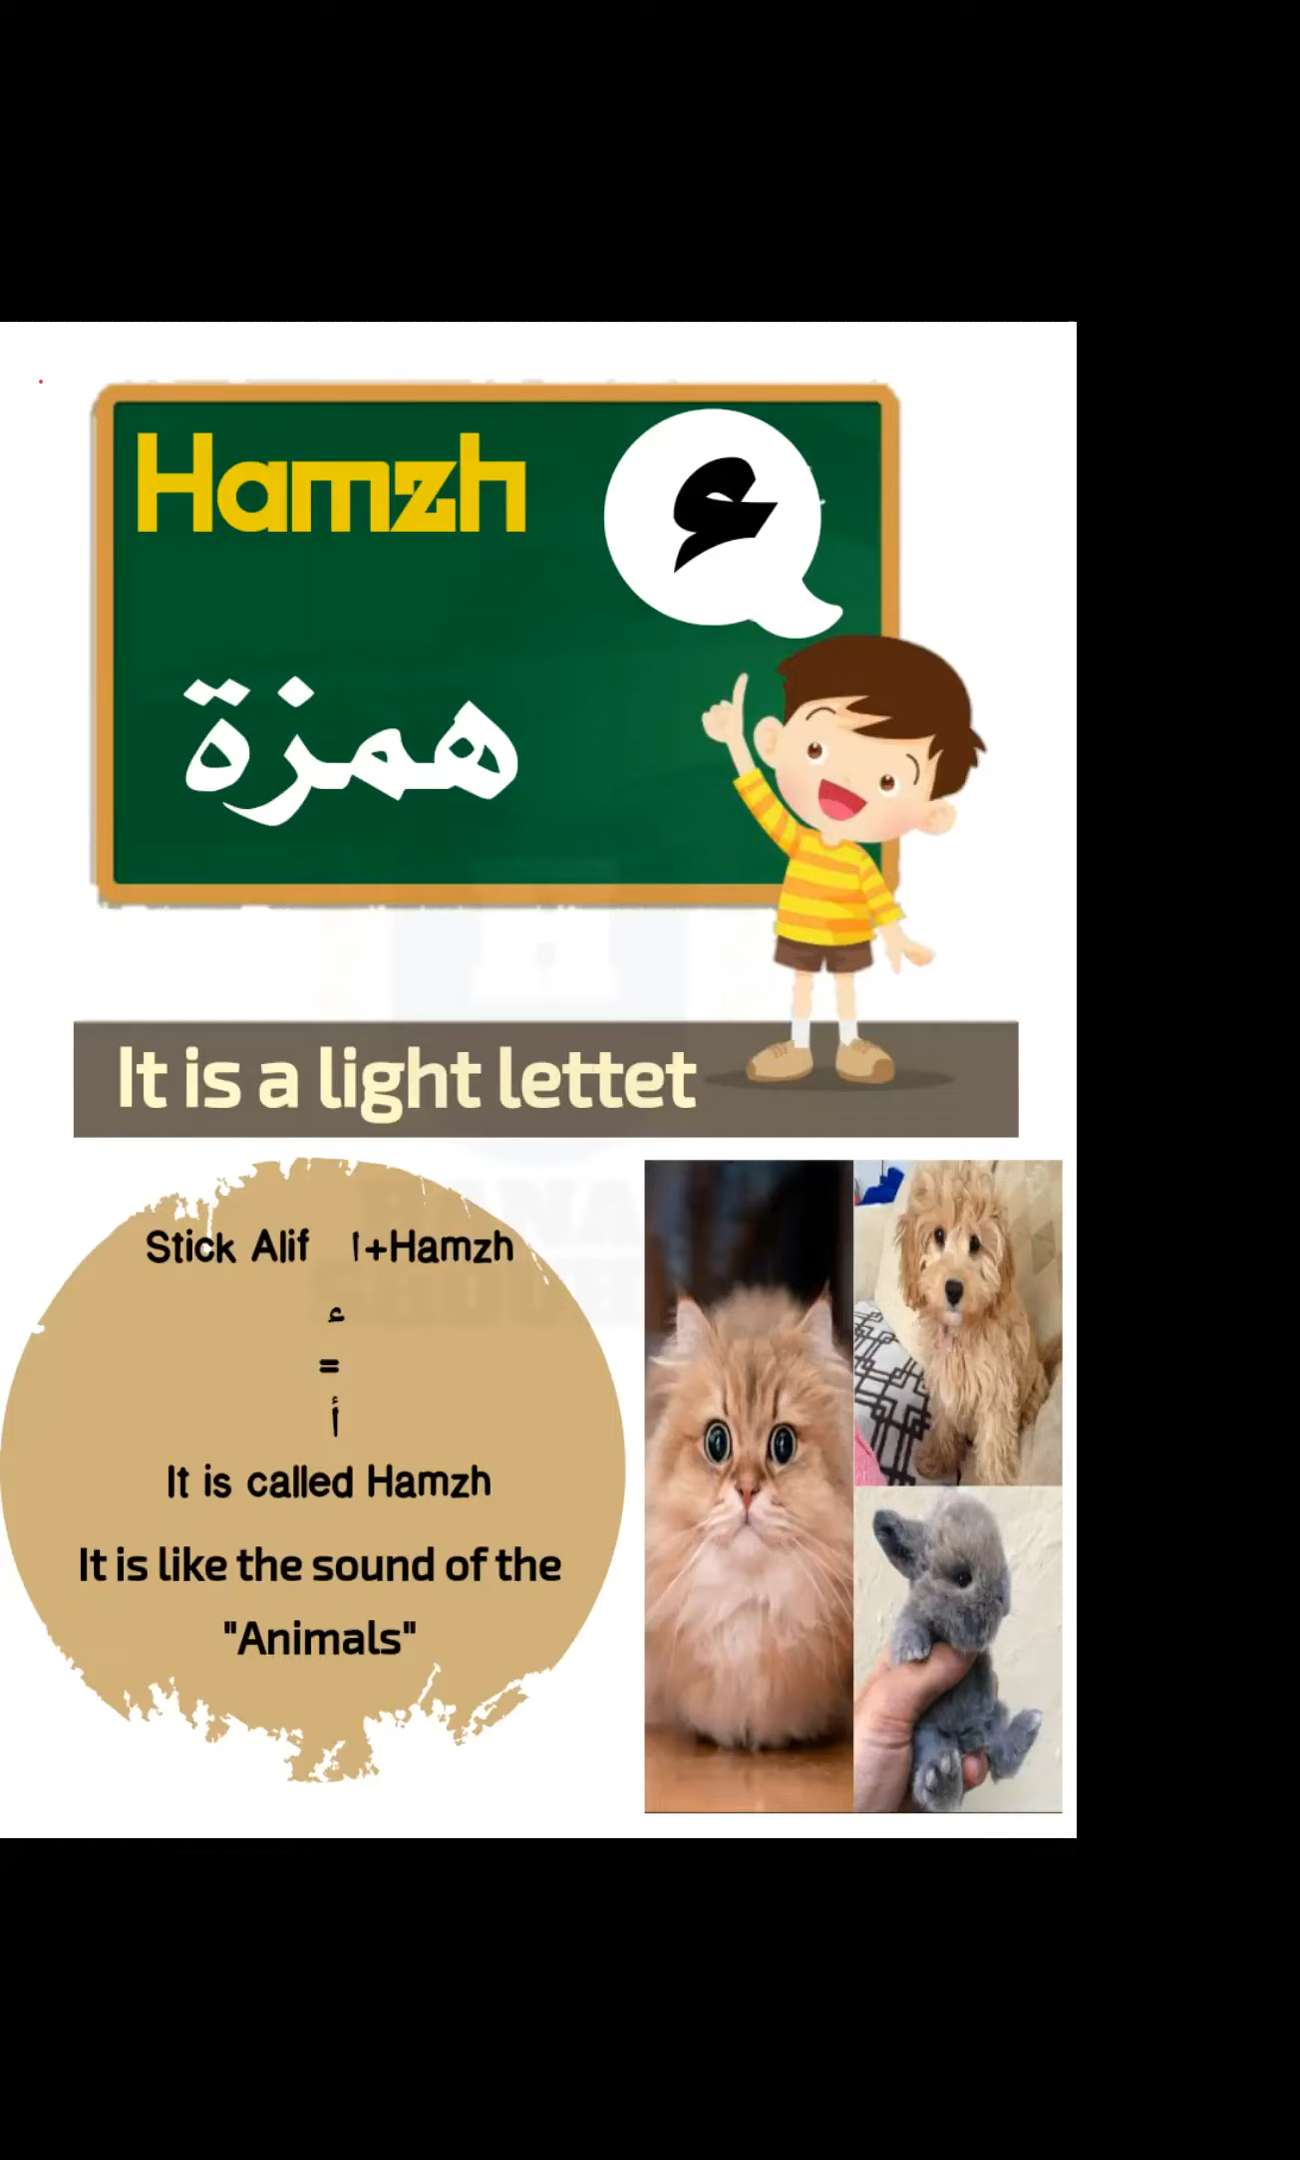 Hamzh
ء
همزة
It is a light lettet
Stick Alif ا+Hamzh
ء
=
أ
It is called Hamzh
It is like the sound of the
"Animals"